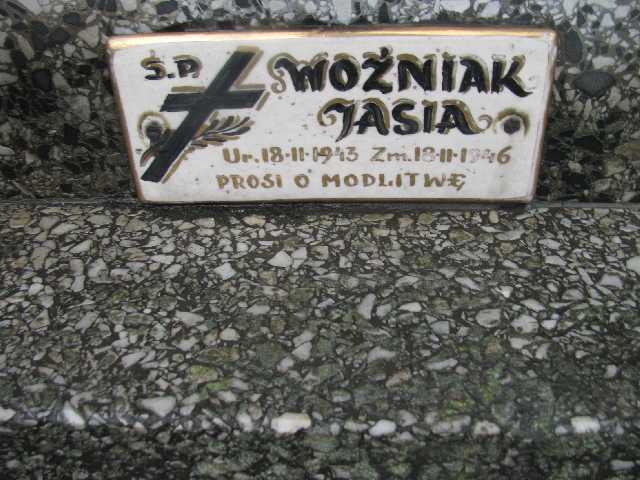 Ś.P. WOŹNIAK
JASIA
Ur. 18-11-1943 Zm. 18-11-1946
PROSI O MODLITWĘ